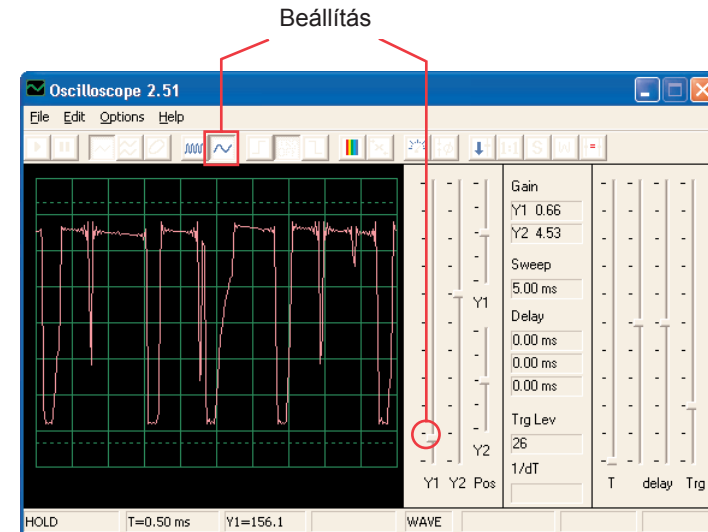 Beállítás
Oscilloscope 2.51
File Edit Options Help
1:1 S W
Gain
Y1 0.66
Y2 4.53
Sweep
5.00 ms
Delay
0.00 ms
0.00 ms
0.00 ms
Trg Lev
26
1/dT
Y1
Y2
Y1 Y2 Pos
T delay Trg
HOLD T=0.50 ms Y1=156.1 WAVE